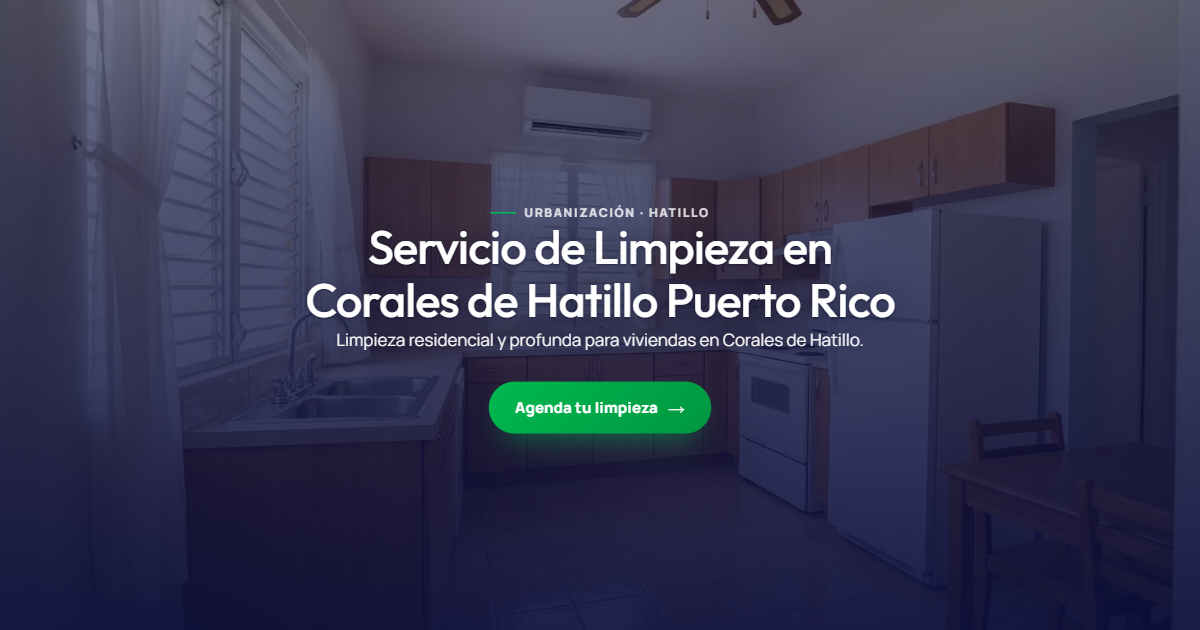 URBANIZACIÓN · HATILLO
Servicio de Limpieza en
Corales de Hatillo Puerto Rico
Limpieza residencial y profunda para viviendas en Corales de Hatillo.
Agenda tu limpieza →